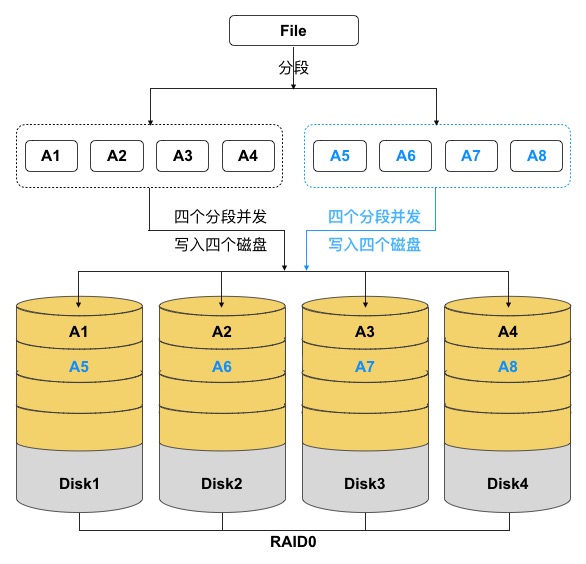 File
分段
A1 A2 A3 A4 A5 A6 A7 A8
四个分段并发 四个分段并发
写入四个磁盘 写入四个磁盘
A1 A2 A3 A4
A5 A6 A7 A8
Disk1 Disk2 Disk3 Disk4
RAID0